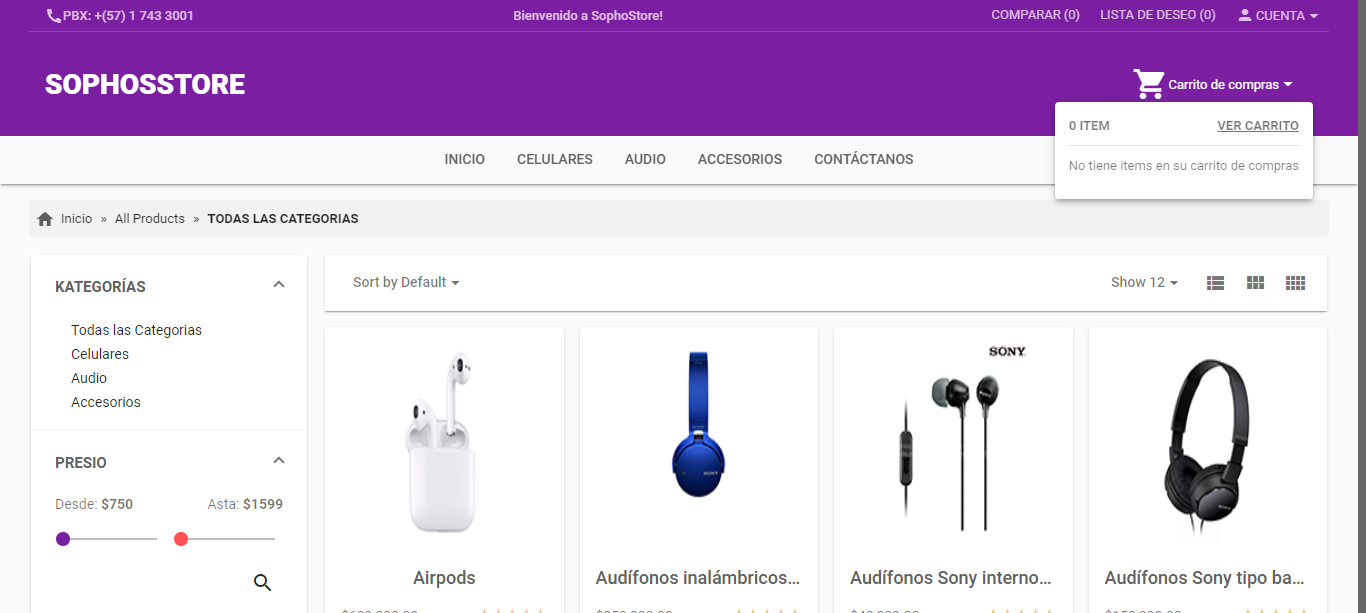 PBX: +(57) 1 743 3001
Bienvenido a SophoStore!
COMPARAR (0) LISTA DE DESEO (0) CUENTA
SOPHOSSTORE
Carrito de compras
0 ITEM VER CARRITO
No tiene items en su carrito de compras
INICIO CELULARES AUDIO ACCESORIOS CONTÁCTANOS
Inicio » All Products » TODAS LAS CATEGORIAS
KATEGORÍAS
Todas las Categorias
Celulares
Audio
Accesorios
PRESIO
Desde: $750 Asta: $1599
Sort by Default
Show 12
SONY
SONY
SONY
Airpods
Audífonos inalámbricos...
Audífonos Sony interno...
Audífonos Sony tipo ba...